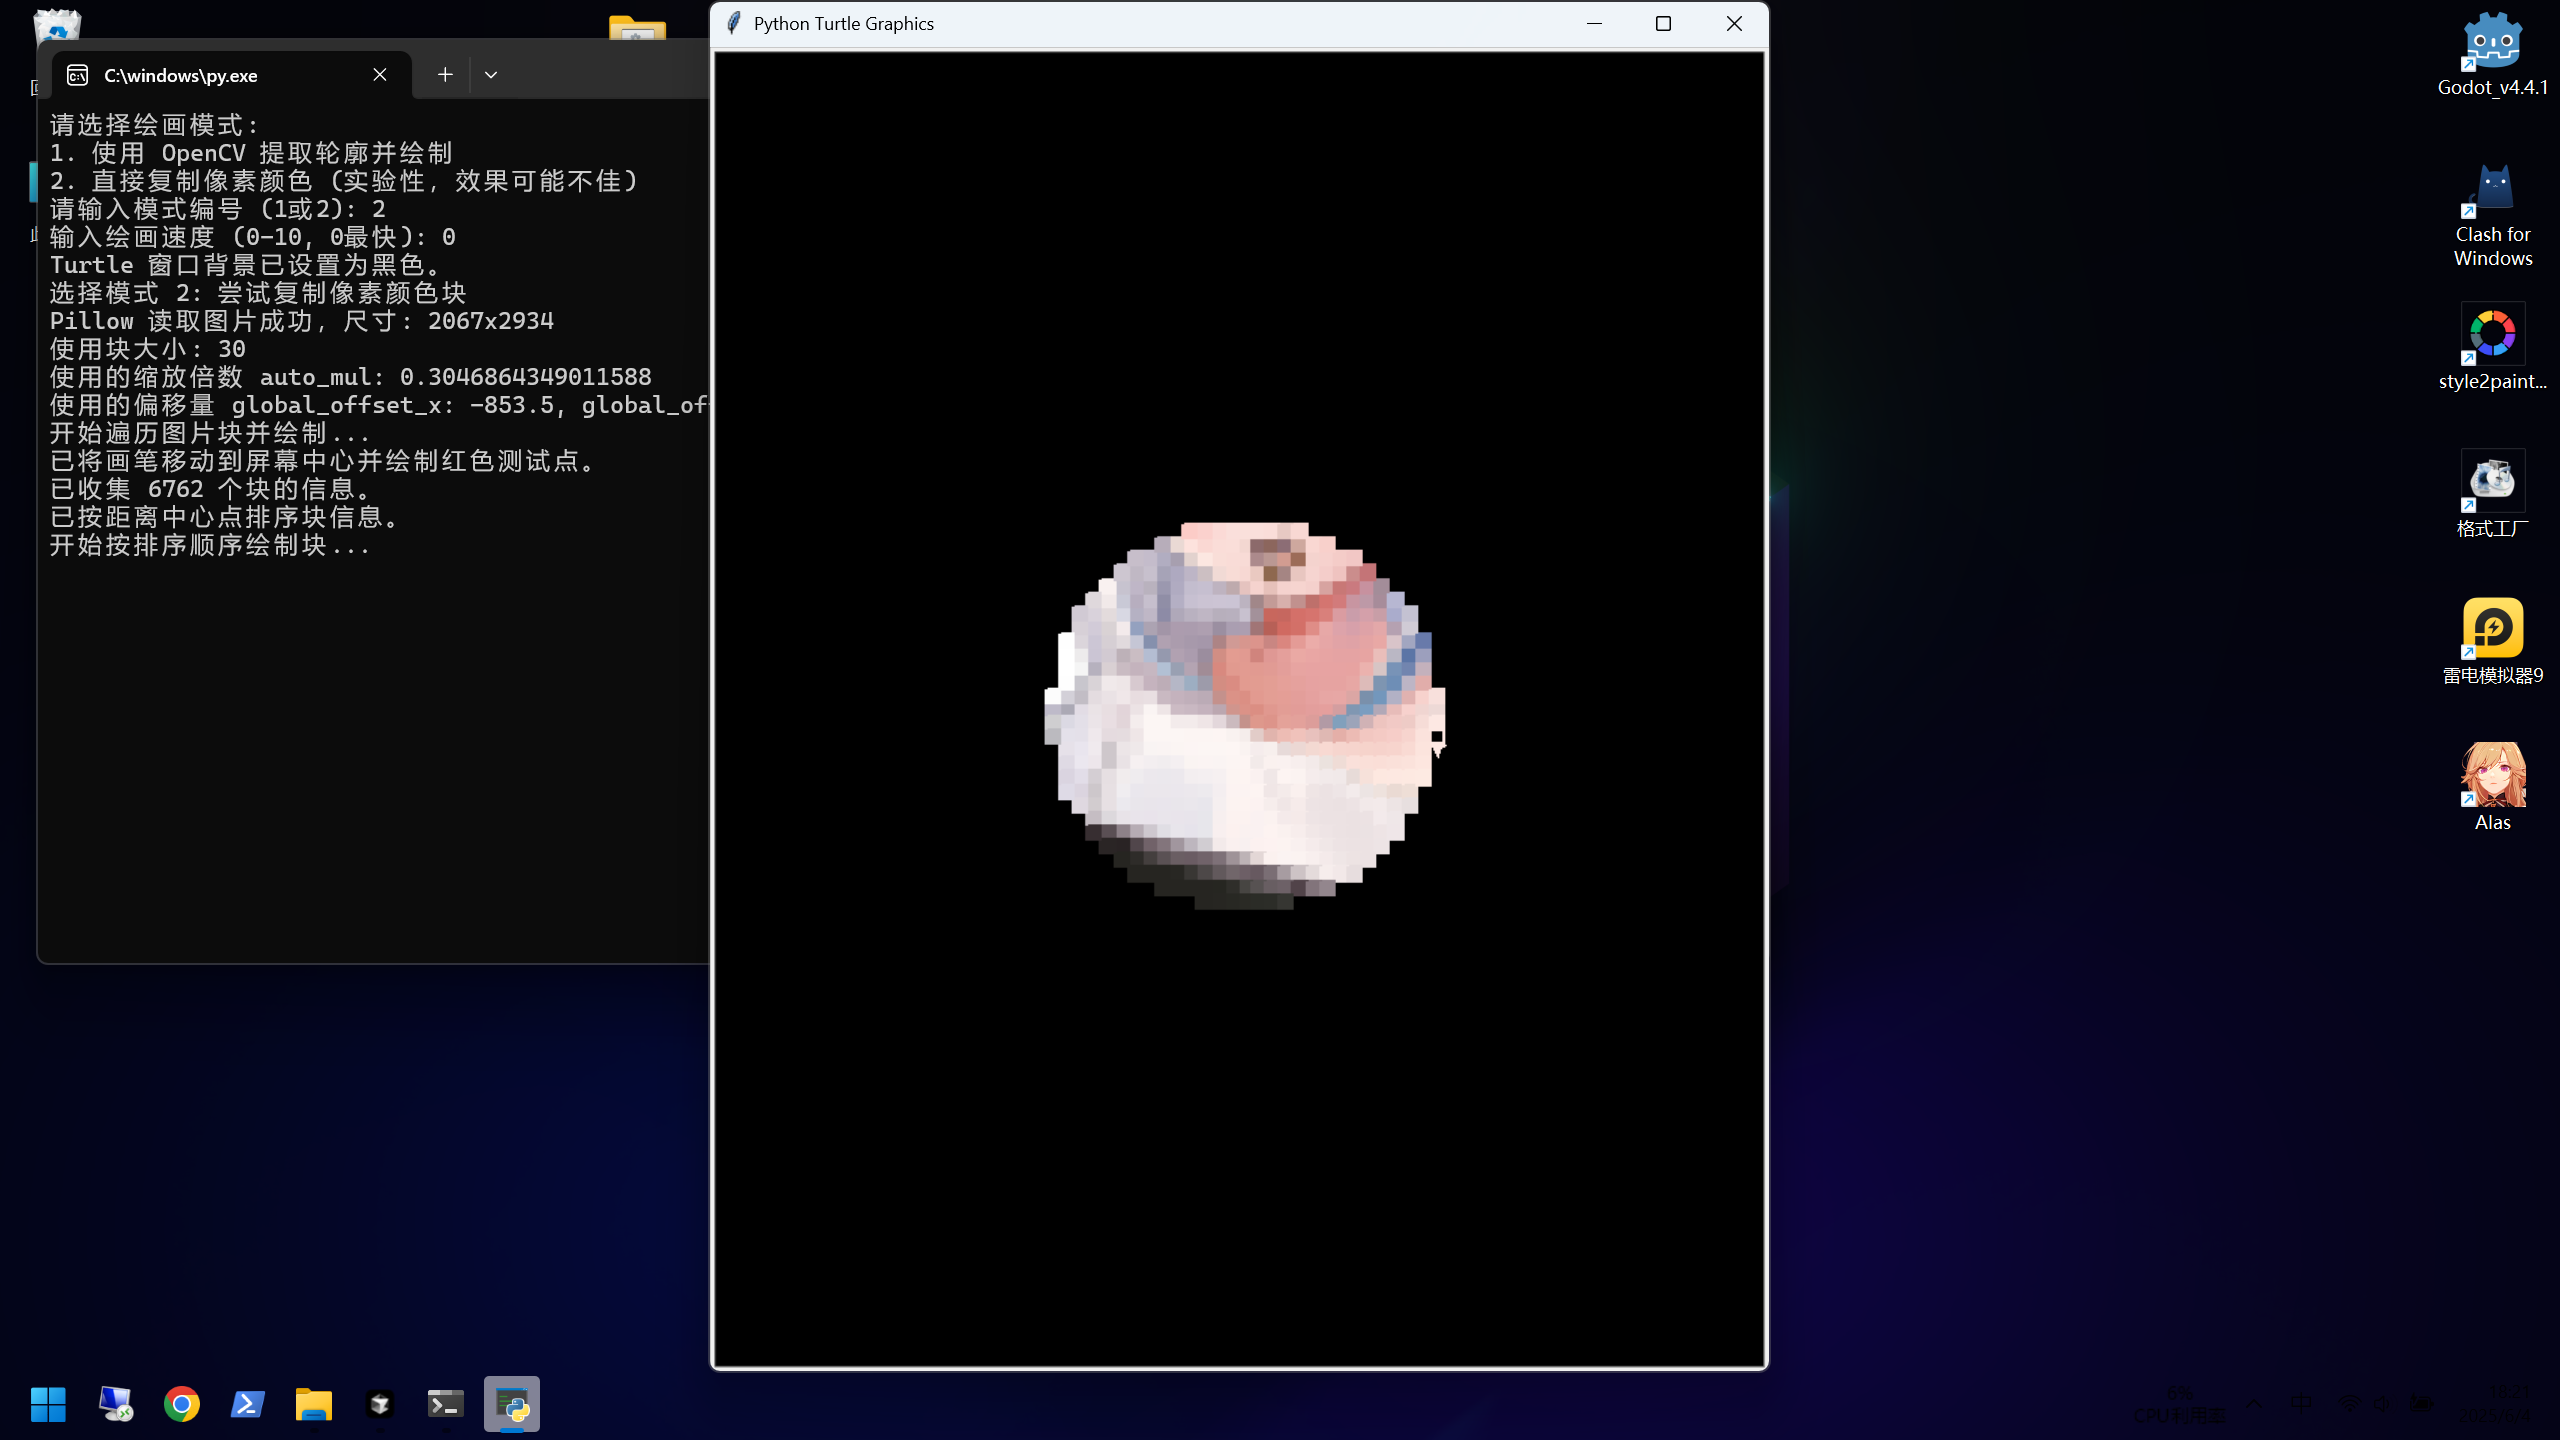 C:\windows\py.exe
请选择绘画模式:
1. 使用 OpenCV 提取轮廓并绘制
2. 直接复制像素颜色 (实验性, 效果可能不佳)
请输入模式编号 (1或2): 2
输入绘画速度 (0-10, 0最快): 0
Turtle 窗口背景已设置为黑色。
选择模式 2: 尝试复制像素颜色块
Pillow 读取图片成功, 尺寸: 2067x2934
使用块大小: 30
使用的缩放倍数 auto_mul: 0.3046864349011588
使用的偏移量 global_offset_x: -853.5, global_of
开始遍历图片块并绘制...
已将画笔移动到屏幕中心并绘制红色测试点。
已收集 6762 个块的信息。
已按距离中心点排序块信息。
开始按排序顺序绘制块...
Python Turtle Graphics
Godot_v4.4.1
Clash for
Windows
style2paint...
格式工厂
雷电模拟器9
Alas